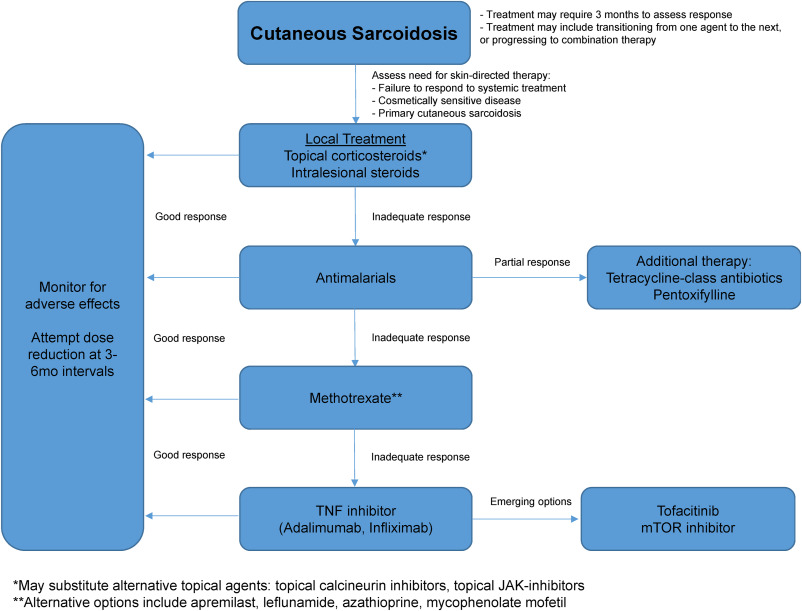 Cutaneous Sarcoidosis
- Treatment may require 3 months to assess response
- Treatment may include transitioning from one agent to the next,
or progressing to combination therapy
Assess need for skin-directed therapy:
- Failure to respond to systemic treatment
- Cosmetically sensitive disease
- Primary cutaneous sarcoidosis
Local Treatment
Topical corticosteroids*
Intralesional steroids
Good response
Inadequate response
Monitor for
adverse effects
Attempt dose
reduction at 3-
6mo intervals
Antimalarials
Partial response
Additional therapy:
Tetracycline-class antibiotics
Pentoxifylline
Good response
Inadequate response
Methotrexate**
Good response
Inadequate response
TNF inhibitor
(Adalimumab, Infliximab)
Emerging options
Tofacitinib
mTOR inhibitor
*May substitute alternative topical agents: topical calcineurin inhibitors, topical JAK-inhibitors
**Alternative options include apremilast, leflunamide, azathioprine, mycophenolate mofetil